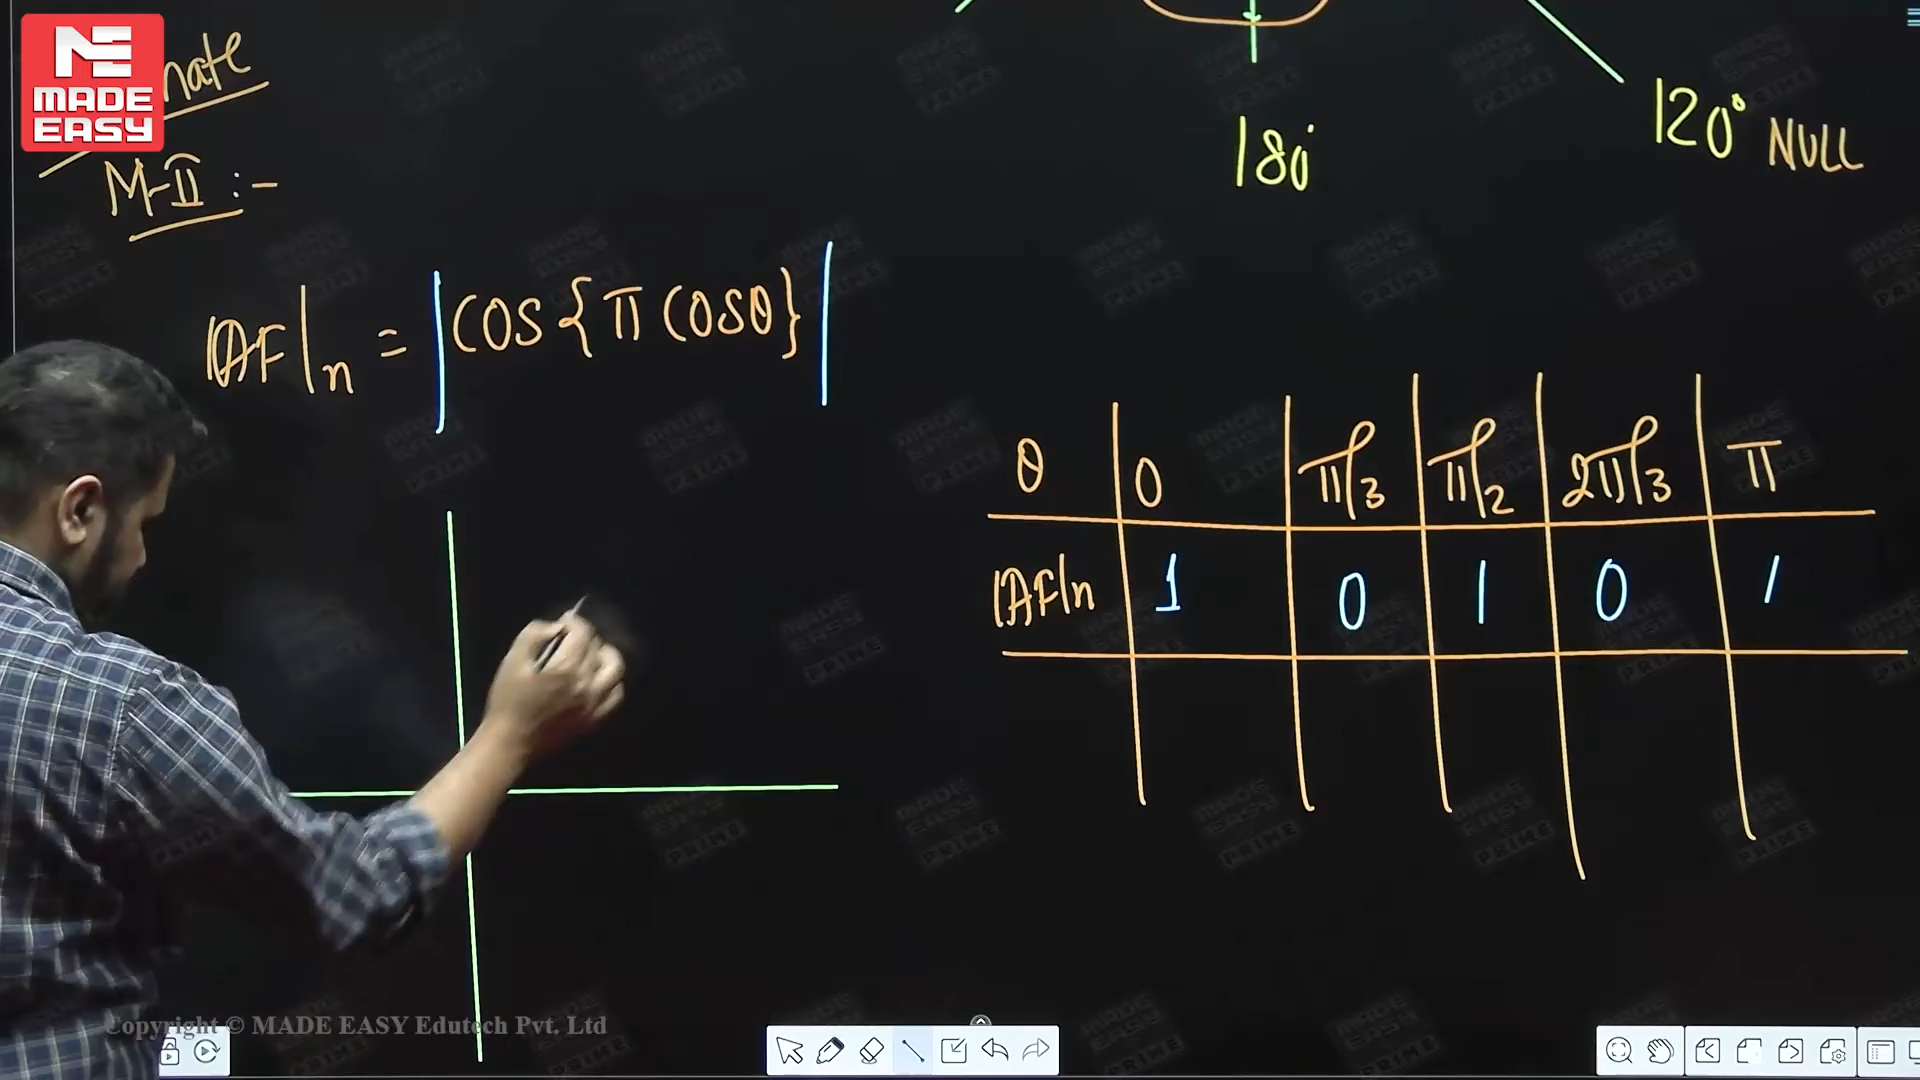 MADE
EASY
M-II :-
180°
120° NULL
|AF|n = |COS{π COSθ}|
θ 0 π/3 π/2 2π/3 π
|AF|n 1 0 1 0 1
Copyright © MADE EASY Edutech Pvt. Ltd